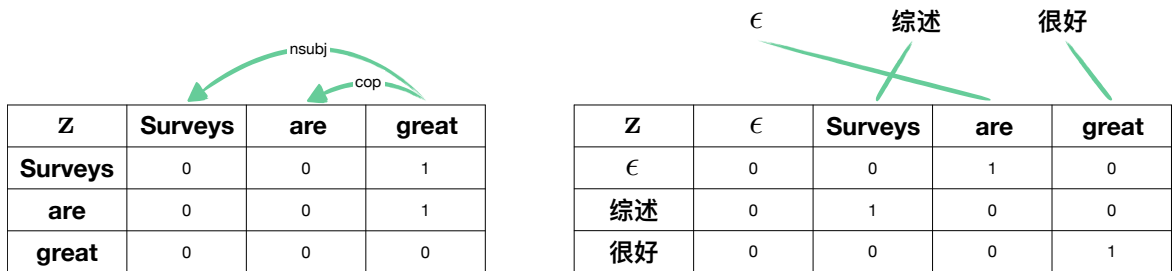 ϵ 综述 很好
nsubj
cop
z Surveys are great
Surveys 0 0 1
are 0 0 1
great 0 0 0
z ϵ Surveys are great
ϵ 0 0 1 0
综述 0 1 0 0
很好 0 0 0 1